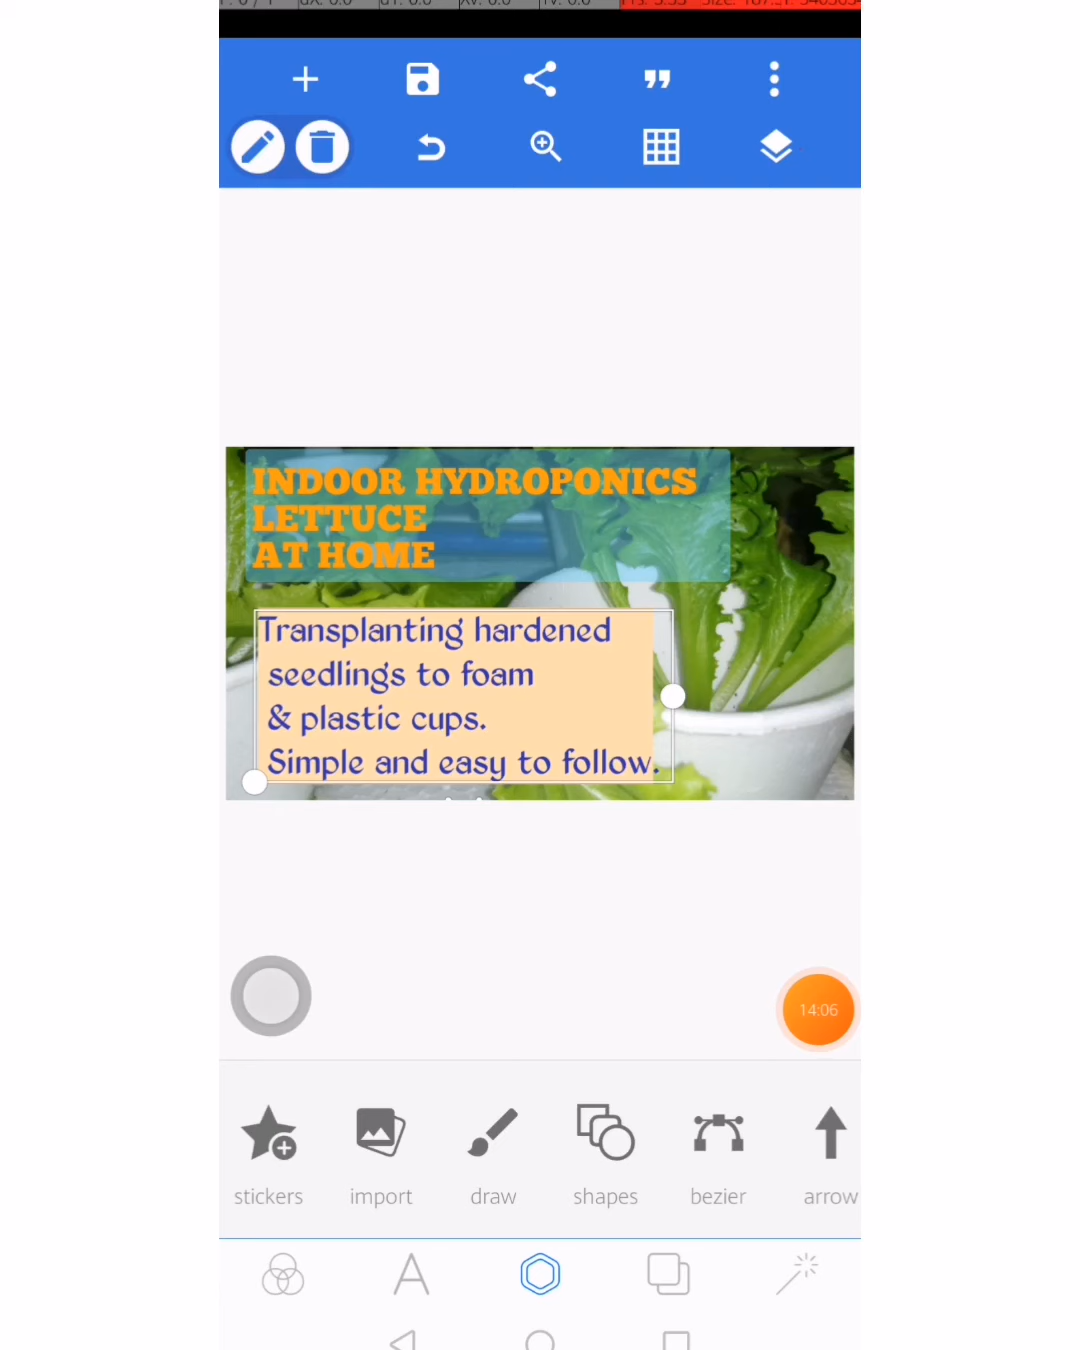 INDOOR HYDROPONICS
LETTUCE
AT HOME
Transplanting hardened
seedlings to foam
& plastic cups.
Simple and easy to follow.
14:06
stickers
import
draw
shapes
bezier
arrow